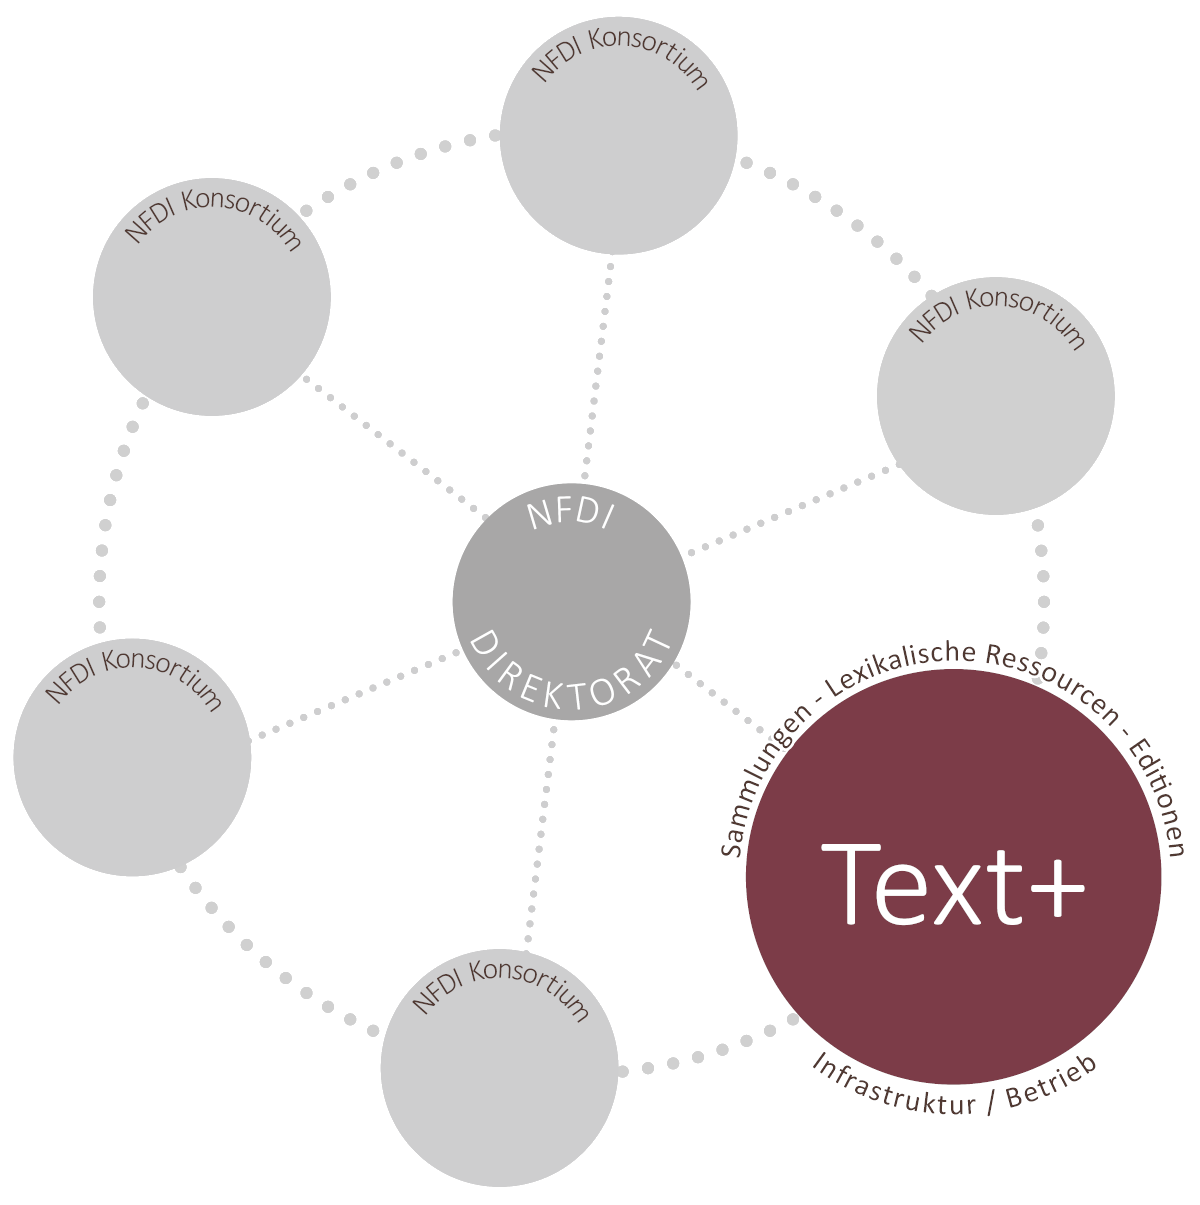 NFDI Konsortium
NFDI Konsortium
NFDI Konsortium
NFDI
DIREKTORAT
NFDI Konsortium
Sammlungen - Lexikalische Ressourcen - Editionen
Text+
Infrastruktur / Betrieb
NFDI Konsortium